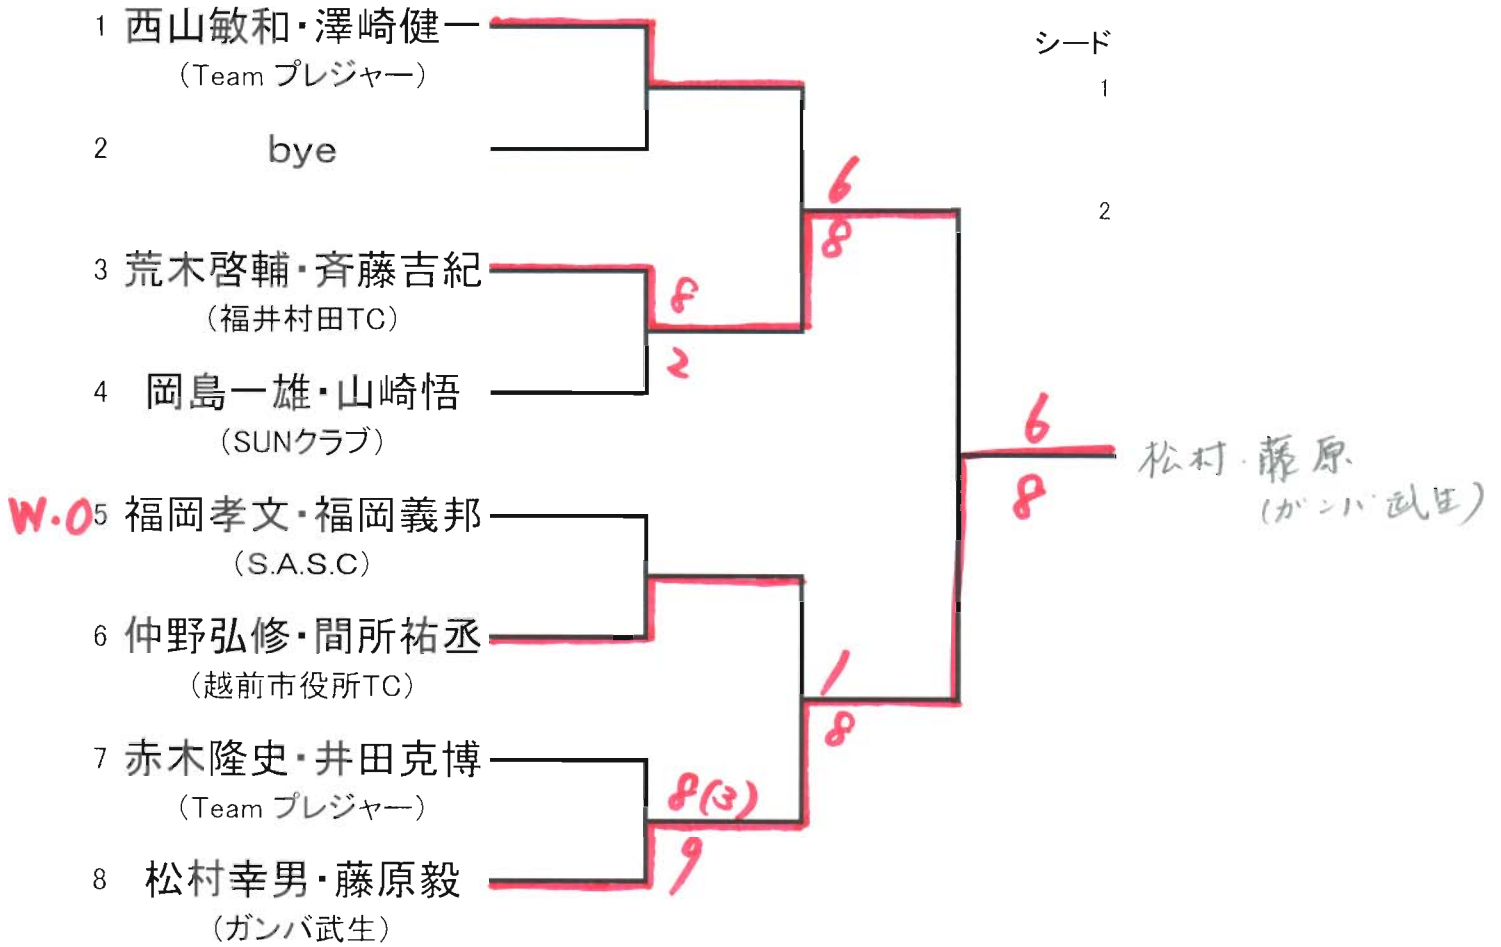 1 西山敏和・澤崎健一
(Team プレジャー)
シード
1
2 bye
6
2
8
3 荒木啓輔・斉藤吉紀
8
(福井村田TC)
2
4 岡島一雄・山崎悟
(SUNクラブ)
6
松村・藤原
8
(ガンバ武生)
W.O 5 福岡孝文・福岡義邦
(S.A.S.C)
6 仲野弘修・間所祐丞
(越前市役所TC)
1
8
7 赤木隆史・井田克博
(Team プレジャー)
8(3)
9
8 松村幸男・藤原毅
(ガンバ武生)